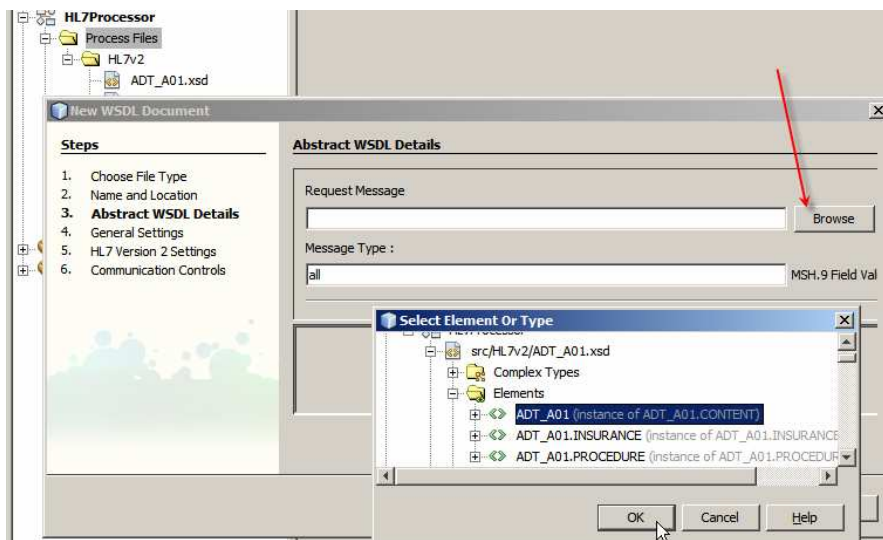 HL7Processor
Process Files
HL7v2
ADT_A01.xsd
New WSDL Document
Steps
1. Choose File Type
2. Name and Location
3. Abstract WSDL Details
4. General Settings
5. HL7 Version 2 Settings
6. Communication Controls
Abstract WSDL Details
Request Message
Browse
Message Type :
all
MSH.9 Field Val
Select Element Or Type
src/HL7v2/ADT_A01.xsd
Complex Types
Elements
ADT_A01 (instance of ADT_A01.CONTENT)
ADT_A01.INSURANCE (instance of ADT_A01.INSURANCE
ADT_A01.PROCEDURE (instance of ADT_A01.PROCEDUR
OK Cancel Help